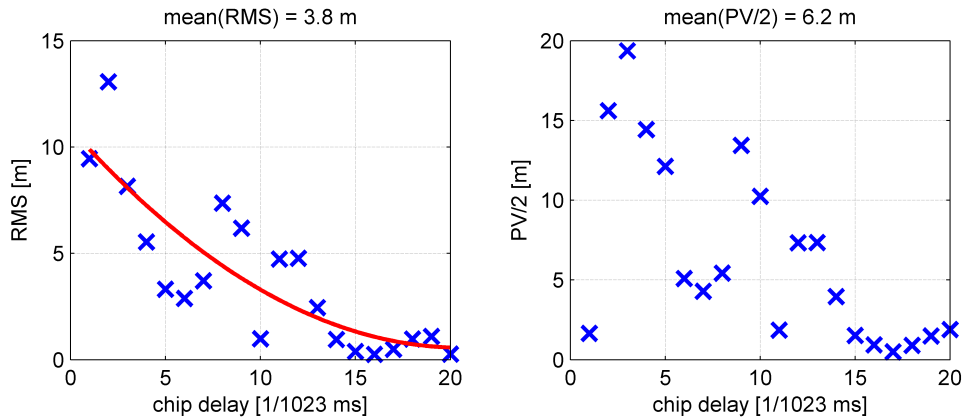 mean(RMS) = 3.8 m
15
10
5
0
RMS [m]
0 5 10 15 20
chip delay [1/1023 ms]
mean(PV/2) = 6.2 m
20
15
10
5
0
PV/2 [m]
0 5 10 15 20
chip delay [1/1023 ms]